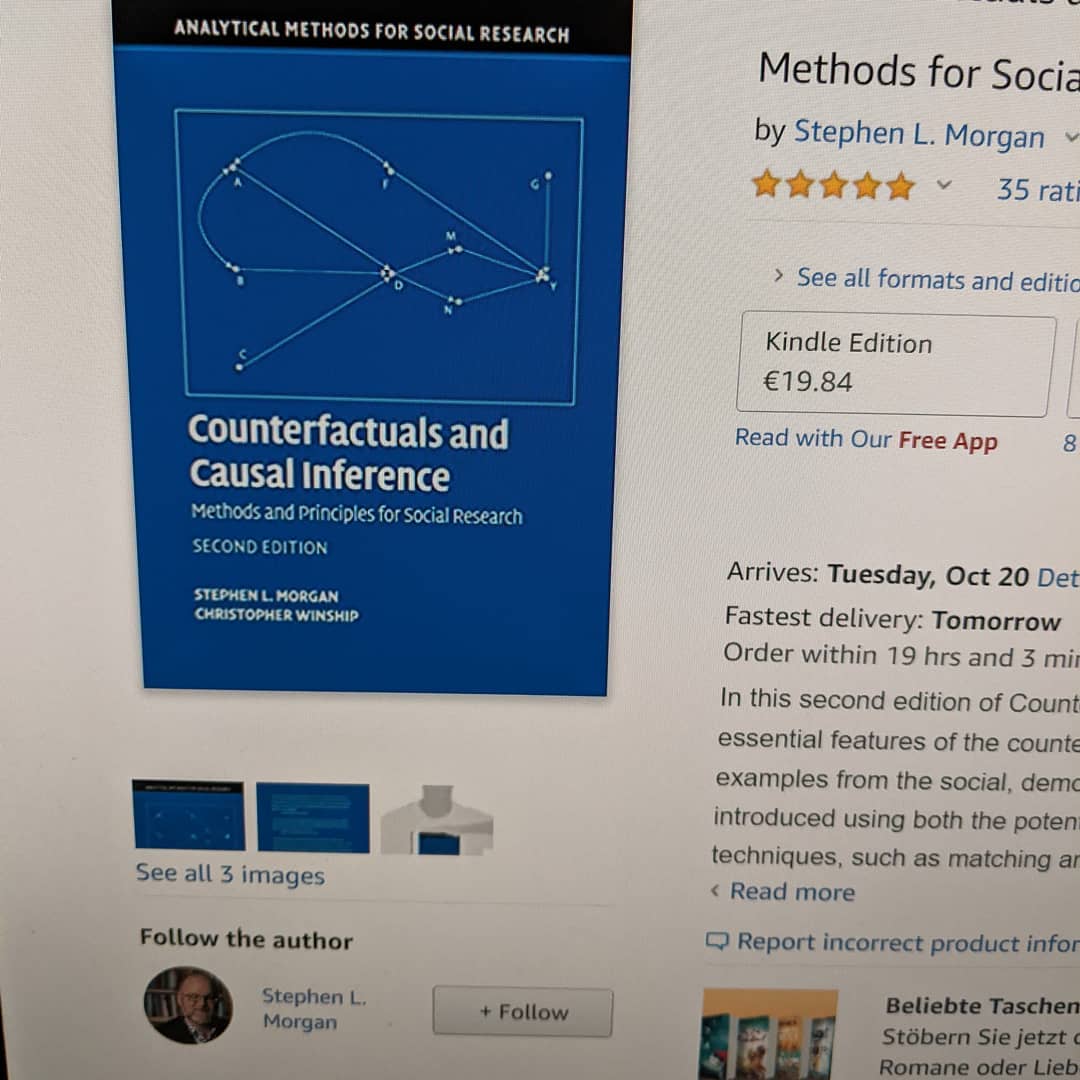 ANALYTICAL METHODS FOR SOCIAL RESEARCH
A
F
G
M
B
D
Y
N
C
Counterfactuals and
Causal Inference
Methods and Principles for Social Research
SECOND EDITION
STEPHEN L. MORGAN
CHRISTOPHER WINSHIP
See all 3 images
Follow the author
Stephen L.
Morgan
+ Follow
Methods for Socia
by Stephen L. Morgan
35 rati
See all formats and editio
Kindle Edition
€19.84
Read with Our Free App
8
Arrives: Tuesday, Oct 20 Det
Fastest delivery: Tomorrow
Order within 19 hrs and 3 min
In this second edition of Count
essential features of the counte
examples from the social, demo
introduced using both the poten
techniques, such as matching an
Read more
Report incorrect product infor
Beliebte Taschen
Stöbern Sie jetzt
Romane oder Lieb